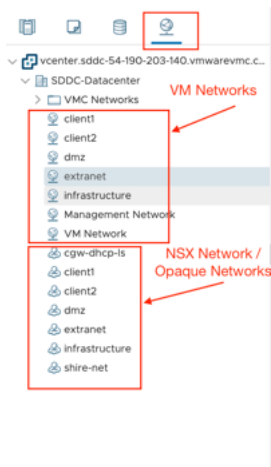 vcenter.sddc-54-190-203-140.vmwarevmc.c...
SDDC-Datacenter
VM Networks
VMC Networks
client1
client2
dmz
extranet
infrastructure
Management Network
VM Network
cgw-dhcp-ls
NSX Network /
Opaque Networks
client1
client2
dmz
extranet
infrastructure
shire-net